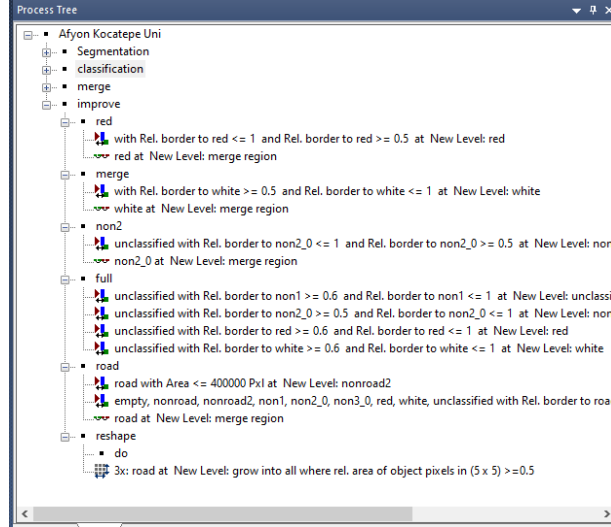 Process Tree
Afyon Kocatepe Uni
Segmentation
classification
merge
improve
red
with Rel. border to red <= 1 and Rel. border to red >= 0.5 at New Level: red
red at New Level: merge region
merge
with Rel. border to white >= 0.5 and Rel. border to white <= 1 at New Level: white
white at New Level: merge region
non2
unclassified with Rel. border to non2_0 <= 1 and Rel. border to non2_0 >= 0.5 at New Level: non
non2_0 at New Level: merge region
full
unclassified with Rel. border to non1 >= 0.6 and Rel. border to non1 <= 1 at New Level: unclassi
unclassified with Rel. border to non2_0 >= 0.5 and Rel. border to non2_0 <= 1 at New Level: non
unclassified with Rel. border to red >= 0.6 and Rel. border to red <= 1 at New Level: red
unclassified with Rel. border to white >= 0.6 and Rel. border to white <= 1 at New Level: white
road
road with Area <= 400000 Pxl at New Level: nonroad2
empty, nonroad, nonroad2, non1, non2_0, non3_0, red, white, unclassified with Rel. border to roa
road at New Level: merge region
reshape
do
3x: road at New Level: grow into all where rel. area of object pixels in (5 x 5) >=0.5